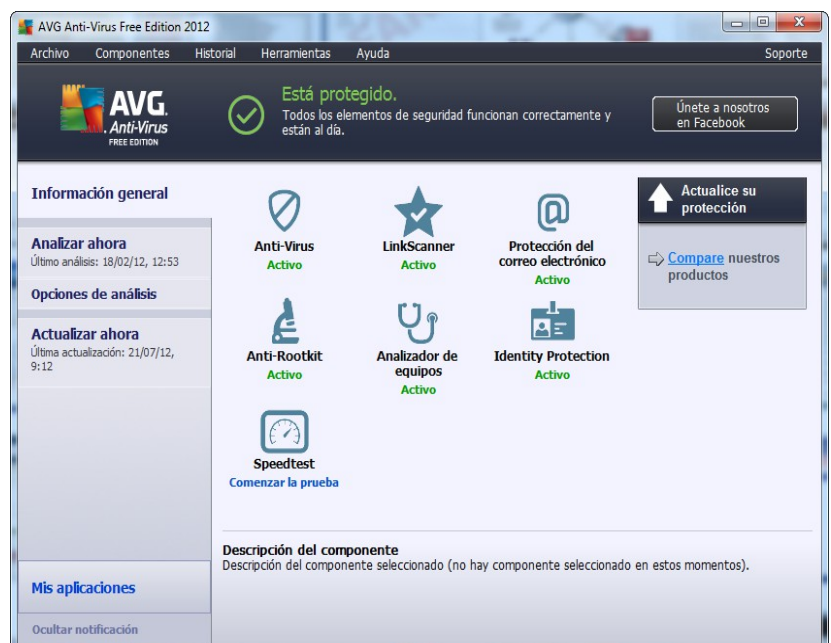 AVG Anti-Virus Free Edition 2012
Archivo Componentes Historial Herramientas Ayuda Soporte
AVG.
Anti-Virus
FREE EDITION
Está protegido.
Todos los elementos de seguridad funcionan correctamente y
están al día.
Únete a nosotros
en Facebook
Información general
Analizar ahora
Último análisis: 18/02/12, 12:53
Opciones de análisis
Actualizar ahora
Última actualización: 21/07/12,
9:12
Anti-Virus
Activo
LinkScanner
Activo
Protección del
correo electrónico
Activo
Anti-Rootkit
Activo
Analizador de
equipos
Activo
Identity Protection
Activo
Speedtest
Comenzar la prueba
Actualice su
protección
Compare nuestros
productos
Descripción del componente
Descripción del componente seleccionado (no hay componente seleccionado en estos momentos).
Mis aplicaciones
Ocultar notificación